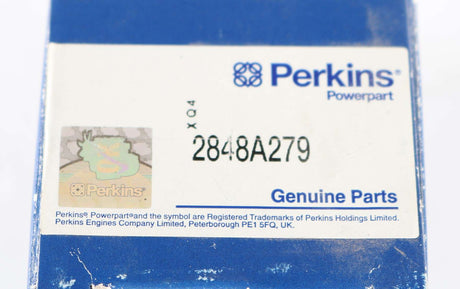 Perkins®
Powerpart
XQ4
2848A279
Perkins
Genuine Parts
Perkins® Powerpart®and the symbol are Registered Trademarks of Perkins Holdings Limited.
Perkins Engines Company Limited, Peterborough PE1 5FQ, UK.